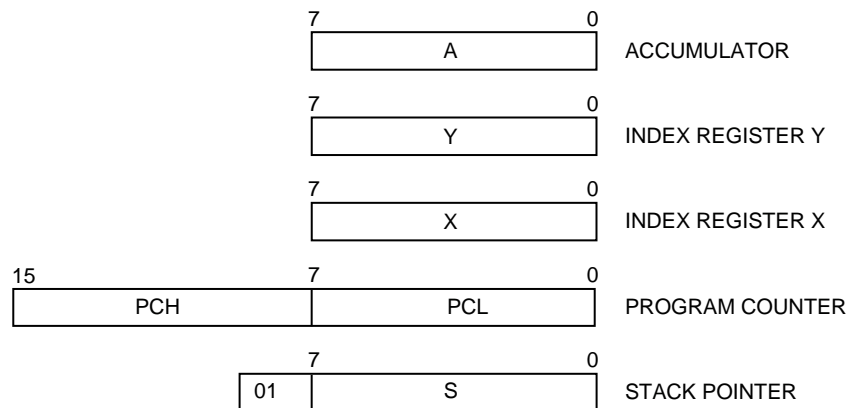 7 0
A ACCUMULATOR
7 0
Y INDEX REGISTER Y
7 0
X INDEX REGISTER X
15 7 0
PCH PCL PROGRAM COUNTER
7 0
01 S STACK POINTER